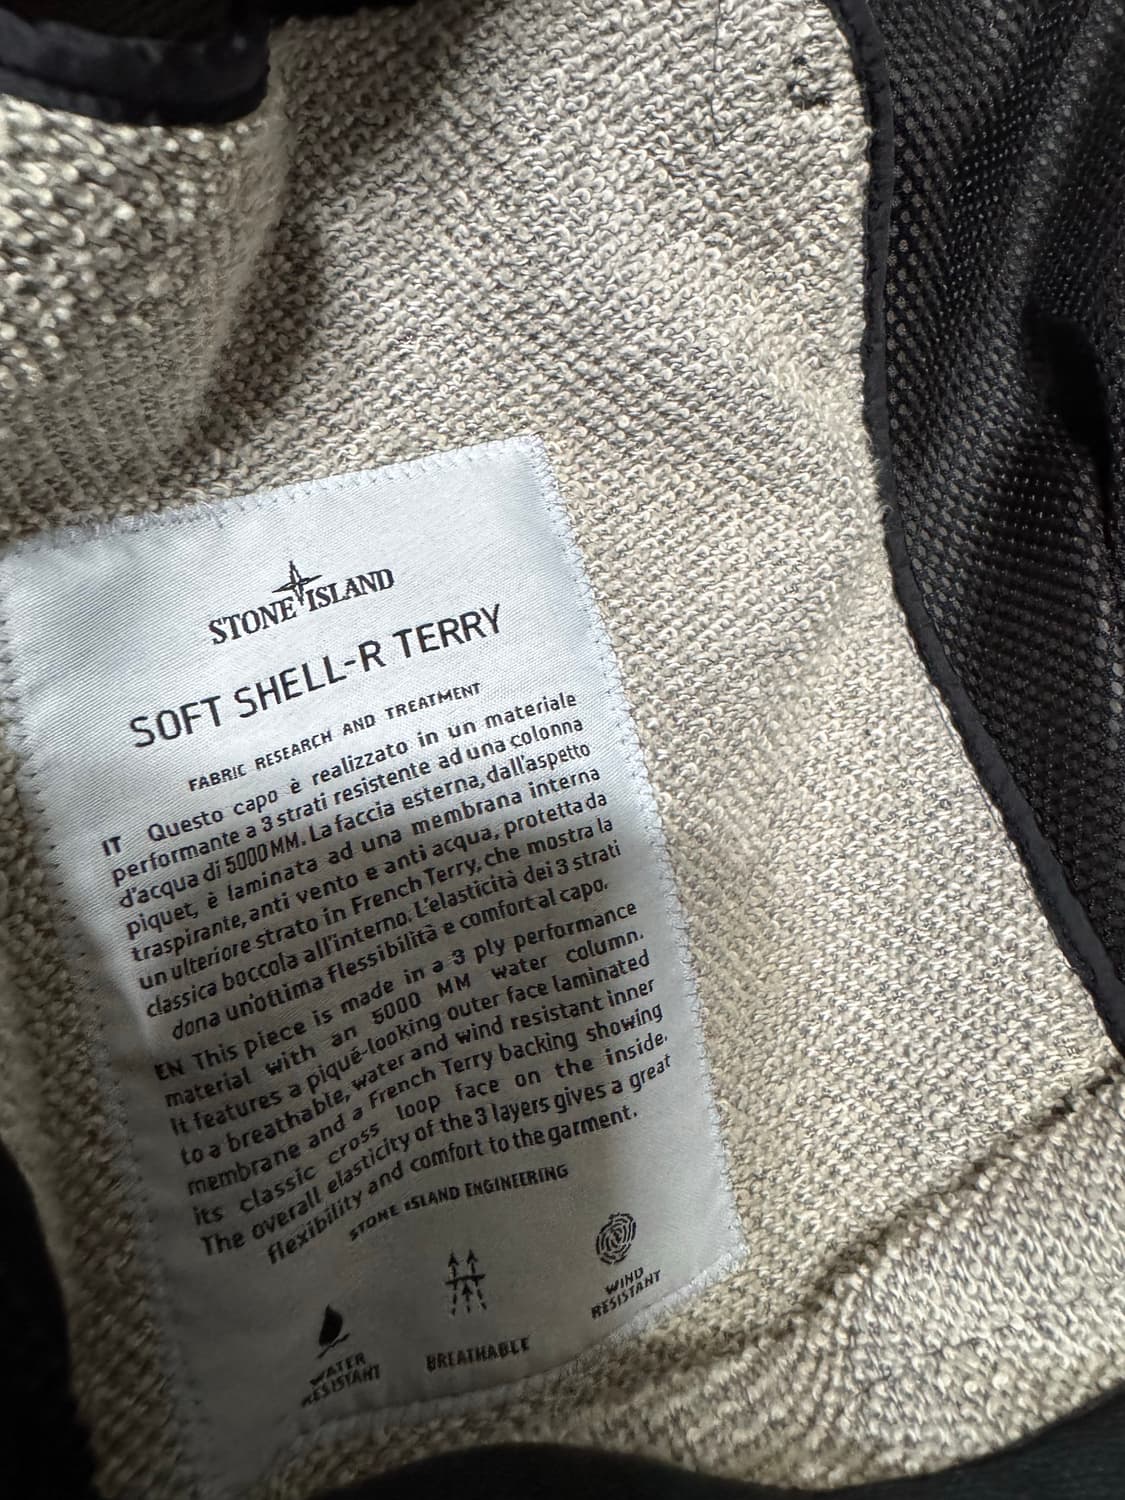 STONE ISLAND
SOFT SHELL-R TERRY
FABRIC RESEARCH AND TREATMENT
IT Questo capo è realizzato in un materiale
performante a 3 strati resistente ad una colonna
d'acqua di 5000 MM. La faccia esterna, dall'aspetto
piquet, è laminata ad una membrana interna
traspirante, anti vento e anti acqua, protetta da
un ulteriore strato in French Terry, che mostra la
classica boccola all'interno. L'elasticità dei 3 strati
dona un'ottima flessibilità e comfort al capo.
EN This piece is made in a 3 ply performance
material with an 5000 MM water column.
It features a piqué-looking outer face laminated
to a breathable, water and wind resistant inner
membrane and a French Terry backing showing
its classic cross loop face on the inside.
The overall elasticity of the 3 layers gives a great
flexibility and comfort to the garment.
STONE ISLAND ENGINEERING
WATER
RESISTANT
BREATHABLE
WIND
RESISTANT